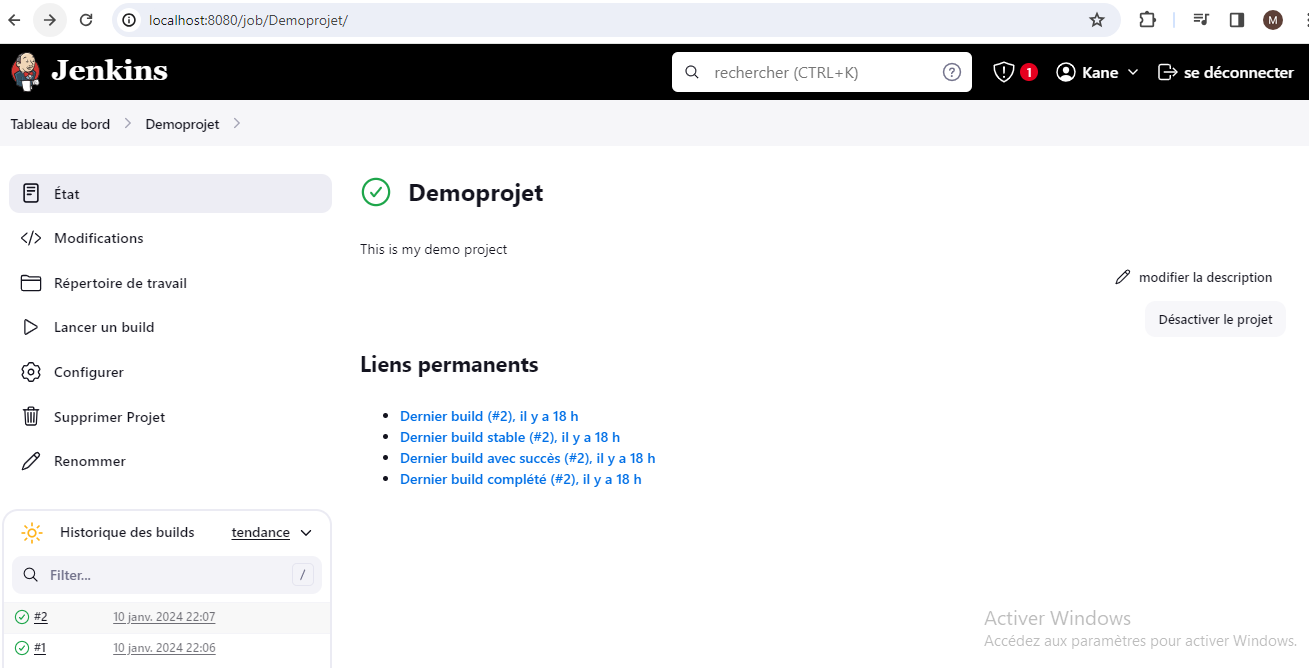 localhost:8080/job/Demoprojet/
M
Jenkins
rechercher (CTRL+K)
?
1
Kane
se déconnecter
Tableau de bord
Demoprojet
État
Modifications
Répertoire de travail
Lancer un build
Configurer
Supprimer Projet
Renommer
Historique des builds
tendance
Filter...
/
#2 10 janv. 2024 22:07
#1 10 janv. 2024 22:06
Demoprojet
This is my demo project
modifier la description
Désactiver le projet
Liens permanents
Dernier build (#2), il y a 18 h
Dernier build stable (#2), il y a 18 h
Dernier build avec succès (#2), il y a 18 h
Dernier build complété (#2), il y a 18 h
Activer Windows
Accédez aux paramètres pour activer Windows.